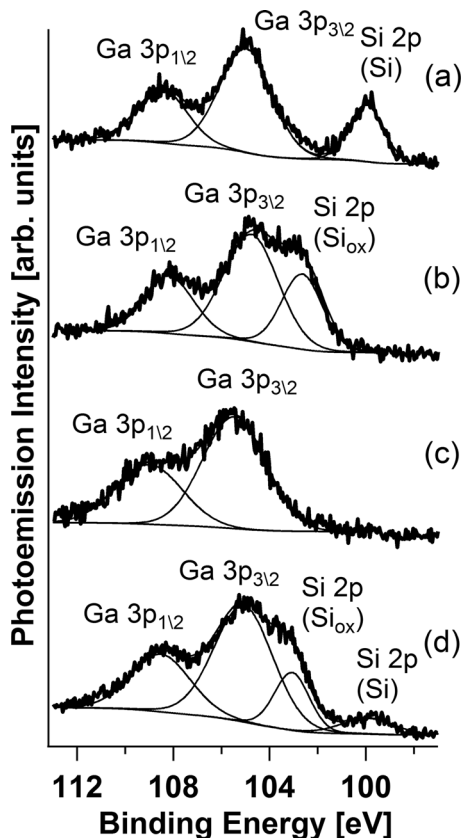 Ga 3p1\2
Ga 3p3\2
Si 2p
(Si)
(a)
Ga 3p1\2
Ga 3p3\2
Si 2p
(Siox)
(b)
Ga 3p1\2
Ga 3p3\2
(c)
Ga 3p1\2
Ga 3p3\2
Si 2p
(Siox)
Si 2p
(Si)
(d)
Photoemission Intensity [arb. units]
112 108 104 100
Binding Energy [eV]